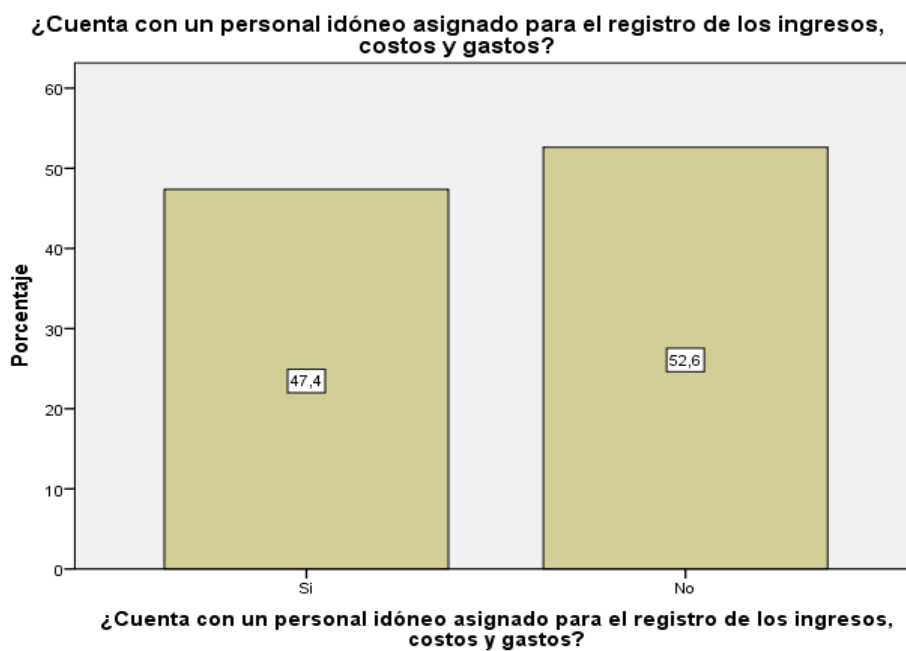 ¿Cuenta con un personal idóneo asignado para el registro de los ingresos,
costos y gastos?
Porcentaje
60
50
40
30
20
10
0
47,4
52,6
Si
No
¿Cuenta con un personal idóneo asignado para el registro de los ingresos,
costos y gastos?